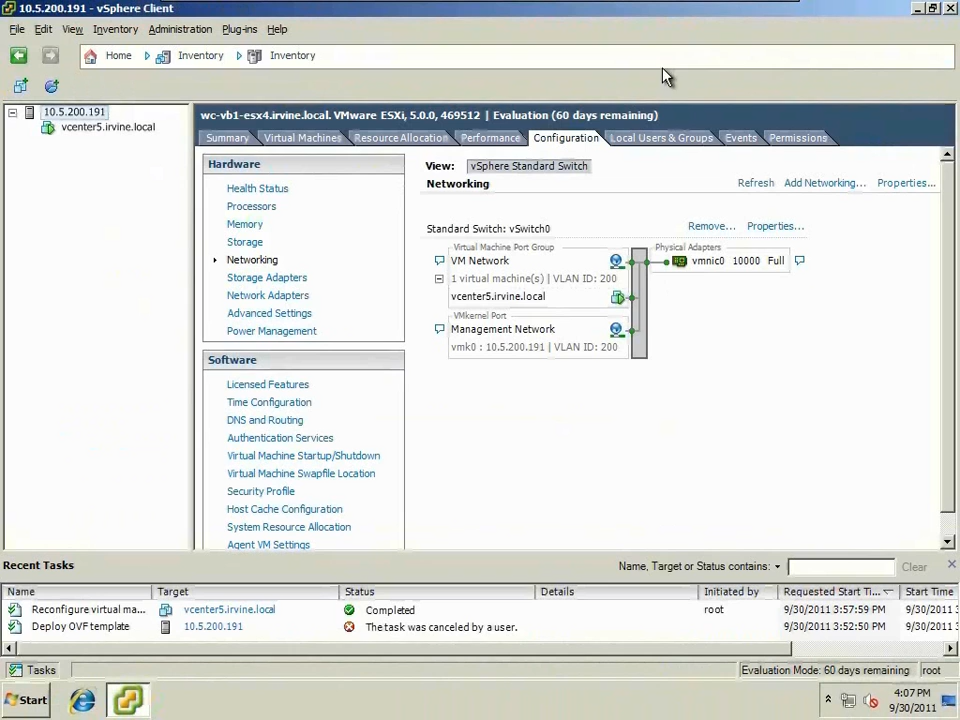 10.5.200.191 - vSphere Client
File Edit View Inventory Administration Plug-ins Help
Home Inventory Inventory
10.5.200.191
vcenter5.irvine.local
wc-vb1-esx4.irvine.local. VMware ESXi, 5.0.0, 469512 | Evaluation (60 days remaining)
Summary Virtual Machines Resource Allocation Performance Configuration Local Users & Groups Events Permissions
Hardware
Health Status
Processors
Memory
Storage
Networking
Storage Adapters
Network Adapters
Advanced Settings
Power Management
Software
Licensed Features
Time Configuration
DNS and Routing
Authentication Services
Virtual Machine Startup/Shutdown
Virtual Machine Swapfile Location
Security Profile
Host Cache Configuration
System Resource Allocation
Agent VM Settings
View: vSphere Standard Switch
Networking
Refresh Add Networking... Properties...
Standard Switch: vSwitch0 Remove... Properties...
Virtual Machine Port Group
VM Network
1 virtual machine(s) | VLAN ID: 200
vcenter5.irvine.local
VMkernel Port
Management Network
vmk0 : 10.5.200.191 | VLAN ID: 200
Physical Adapters
vmnic0 10000 Full
Recent Tasks
Name, Target or Status contains: Clear
Name Target Status Details Initiated by Requested Start Ti... Start Time
Reconfigure virtual ma... vcenter5.irvine.local Completed root 9/30/2011 3:57:59 PM 9/30/2011
Deploy OVF template 10.5.200.191 The task was canceled by a user. 9/30/2011 3:52:50 PM 9/30/2011
Tasks Evaluation Mode: 60 days remaining root
Start
4:07 PM
9/30/2011